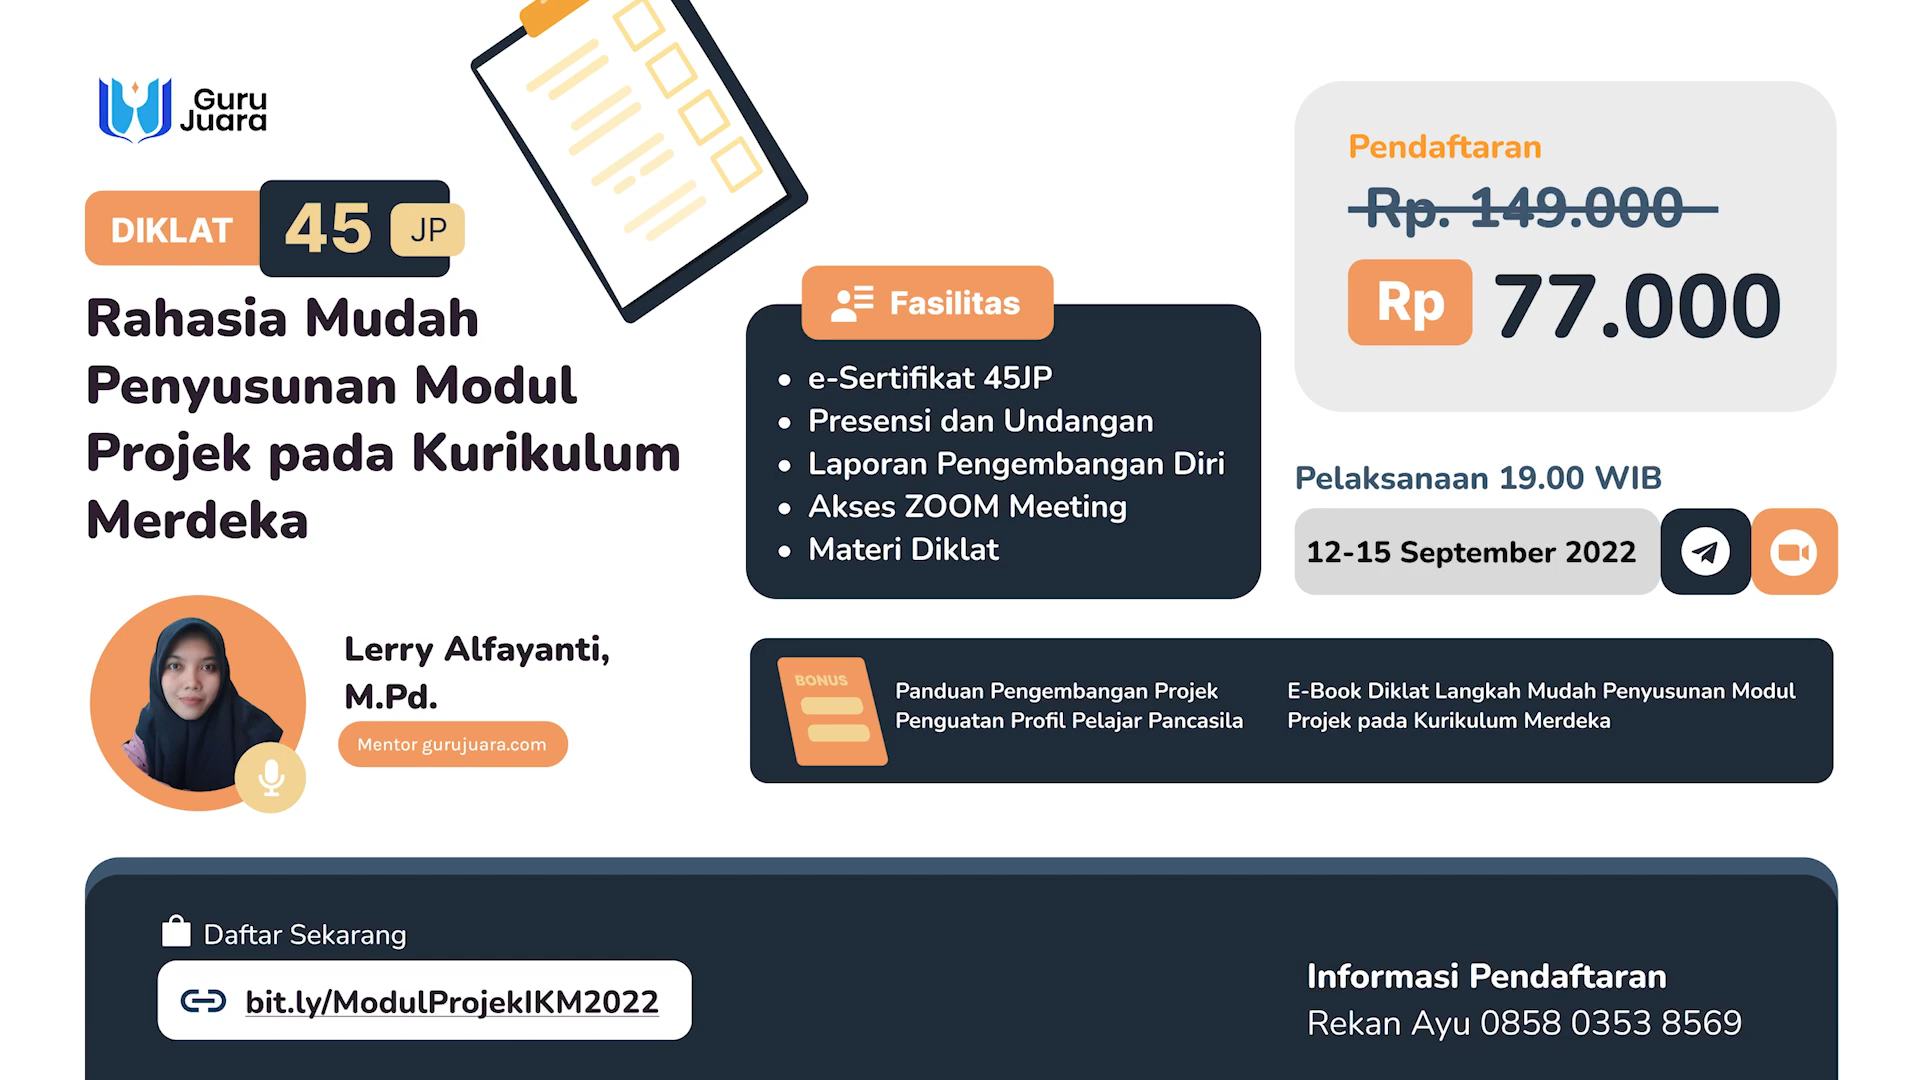 Guru
Juara
DIKLAT 45 JP
Rahasia Mudah
Penyusunan Modul
Projek pada Kurikulum
Merdeka
Lerry Alfayanti,
M.Pd.
Mentor gurujuara.com
Fasilitas
• e-Sertifikat 45JP
• Presensi dan Undangan
• Laporan Pengembangan Diri
• Akses ZOOM Meeting
• Materi Diklat
Pendaftaran
Rp. 149.000
Rp 77.000
Pelaksanaan 19.00 WIB
12-15 September 2022
BONUS
Panduan Pengembangan Projek
Penguatan Profil Pelajar Pancasila
E-Book Diklat Langkah Mudah Penyusunan Modul
Projek pada Kurikulum Merdeka
Daftar Sekarang
bit.ly/ModulProjekIKM2022
Informasi Pendaftaran
Rekan Ayu 0858 0353 8569